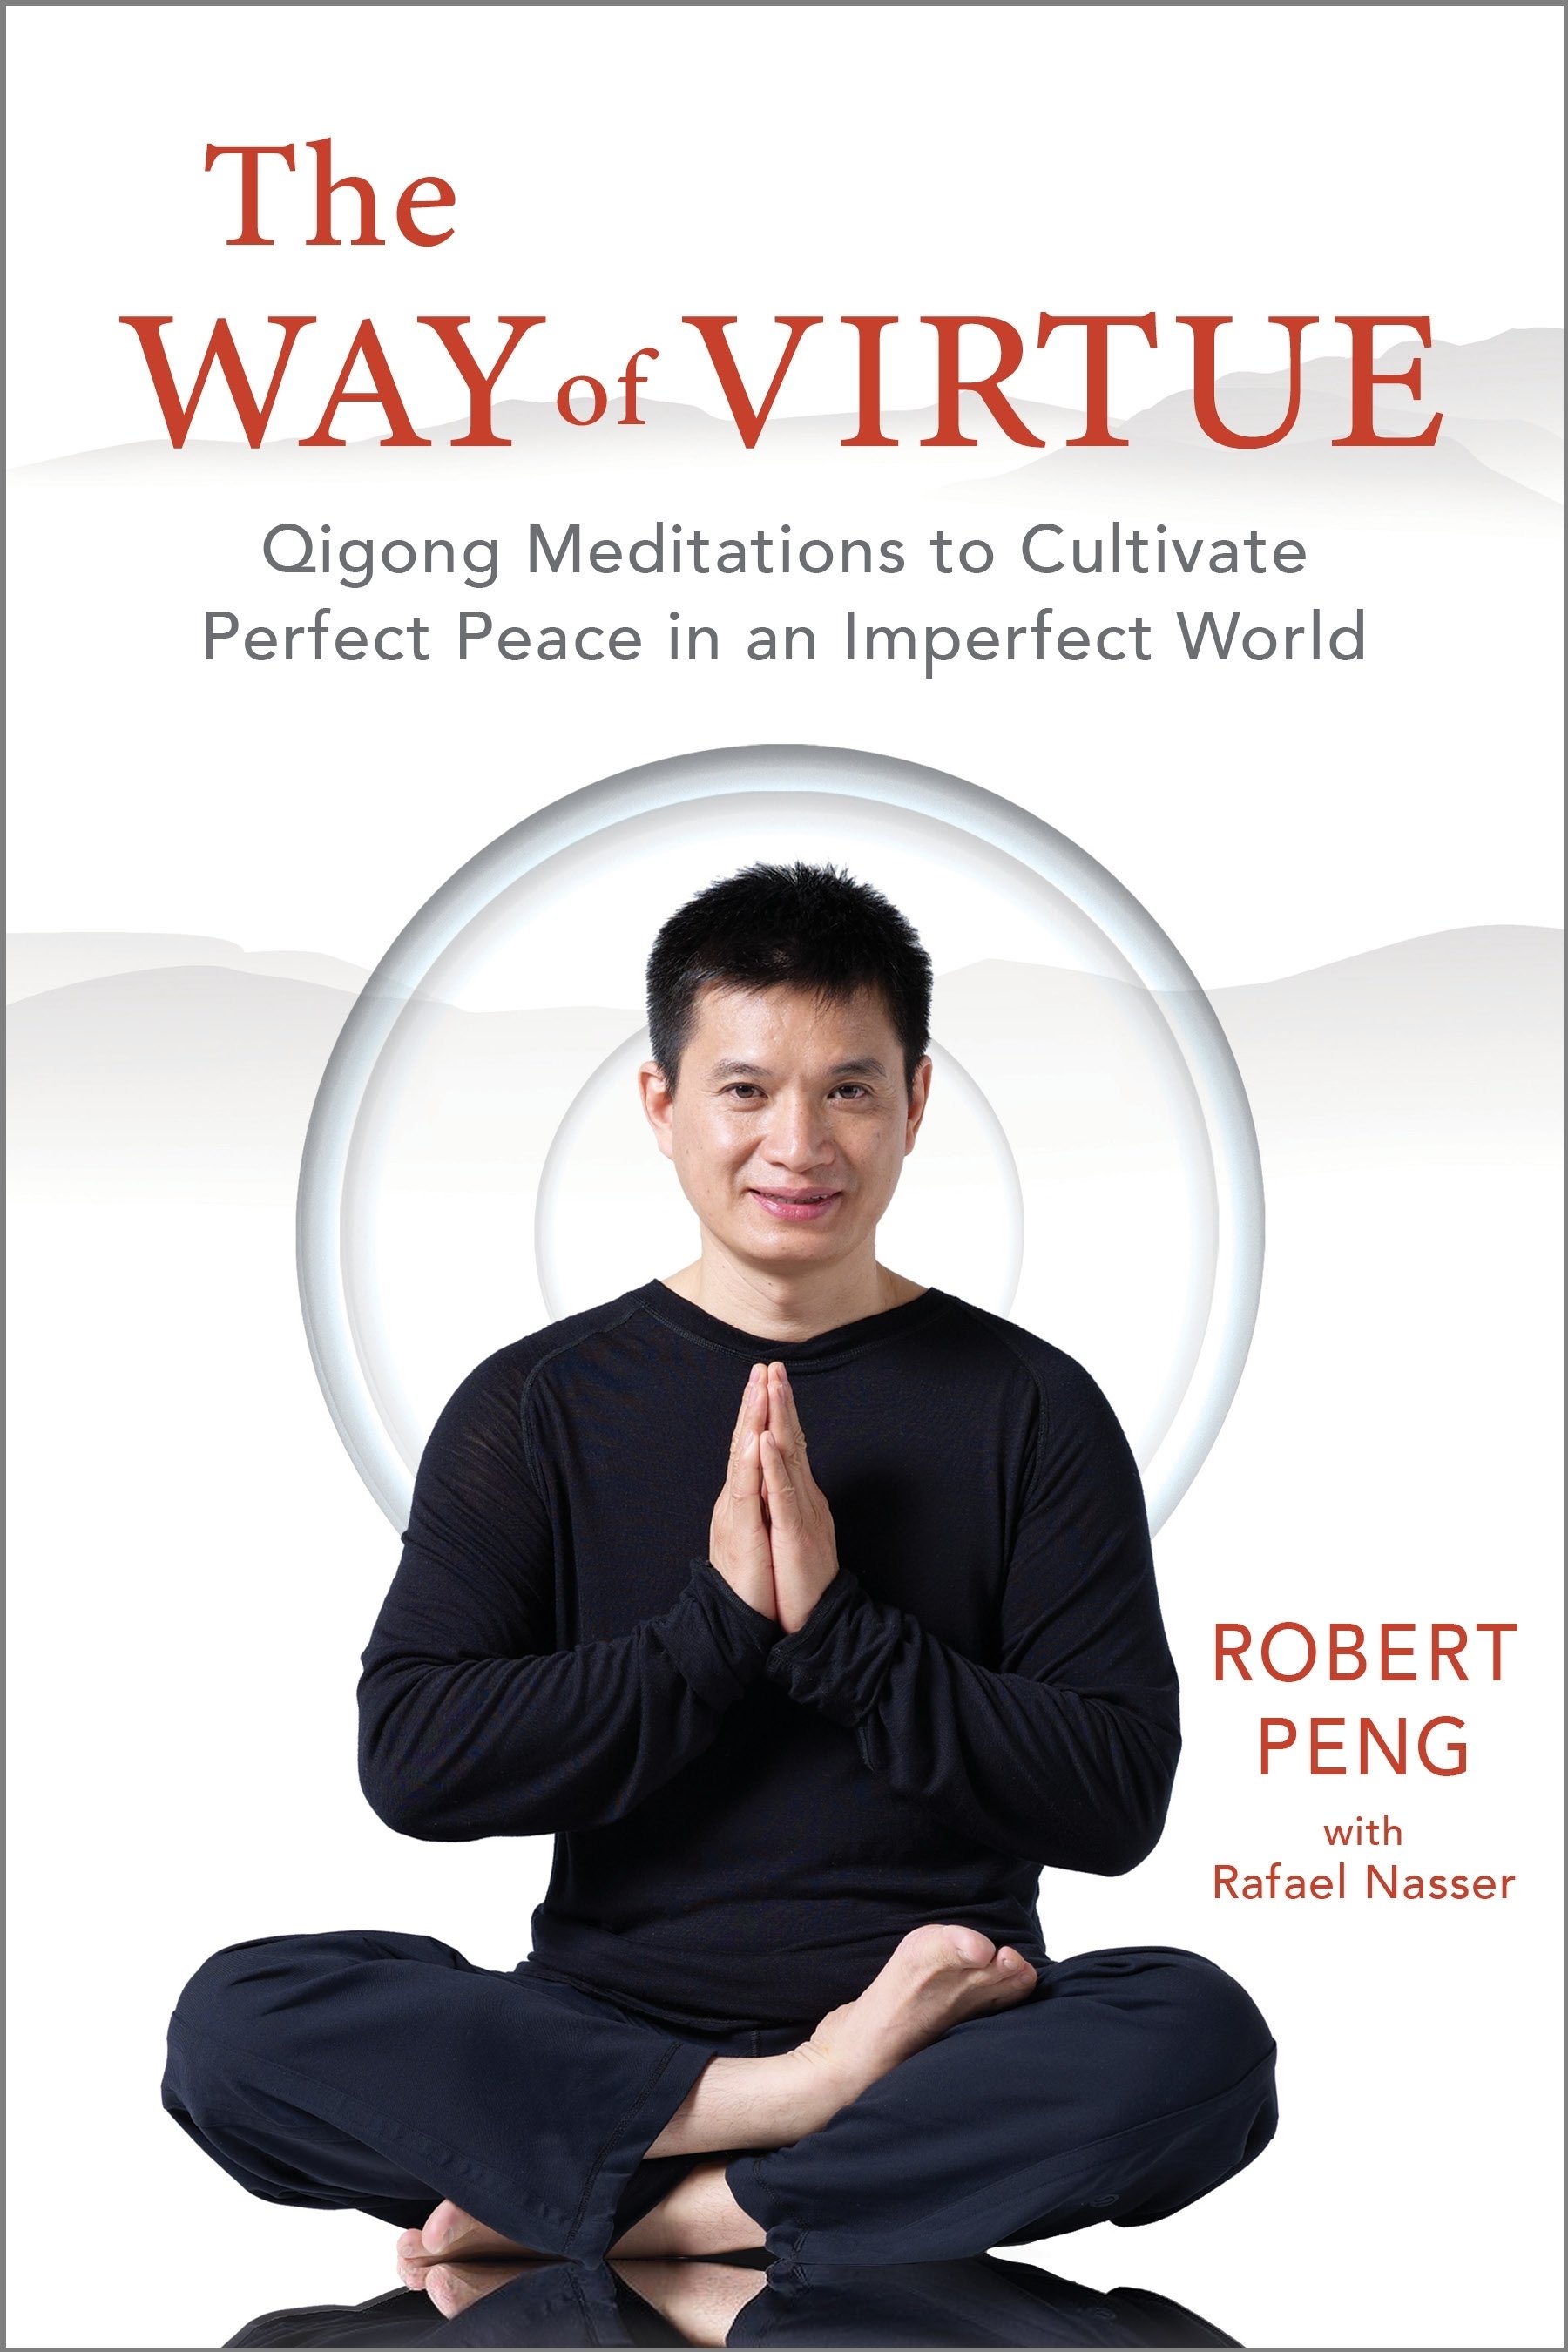 The
WAY of VIRTUE
Qigong Meditations to Cultivate
Perfect Peace in an Imperfect World
ROBERT
PENG
with
Rafael Nasser